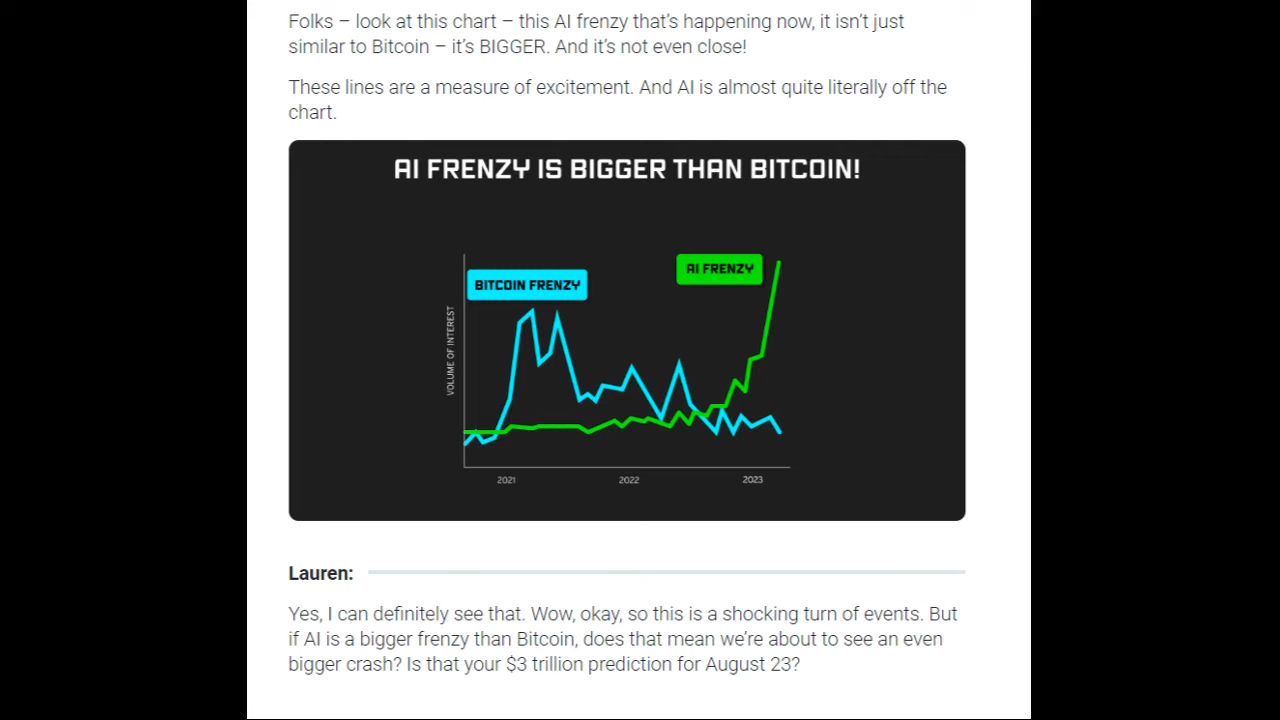 Folks – look at this chart – this AI frenzy that's happening now, it isn't just
similar to Bitcoin – it's BIGGER. And it's not even close!
These lines are a measure of excitement. And AI is almost quite literally off the
chart.
AI FRENZY IS BIGGER THAN BITCOIN!
BITCOIN FRENZY
AI FRENZY
VOLUME OF INTEREST
2021
2022
2023
Lauren:
Yes, I can definitely see that. Wow, okay, so this is a shocking turn of events. But
if AI is a bigger frenzy than Bitcoin, does that mean we're about to see an even
bigger crash? Is that your $3 trillion prediction for August 23?